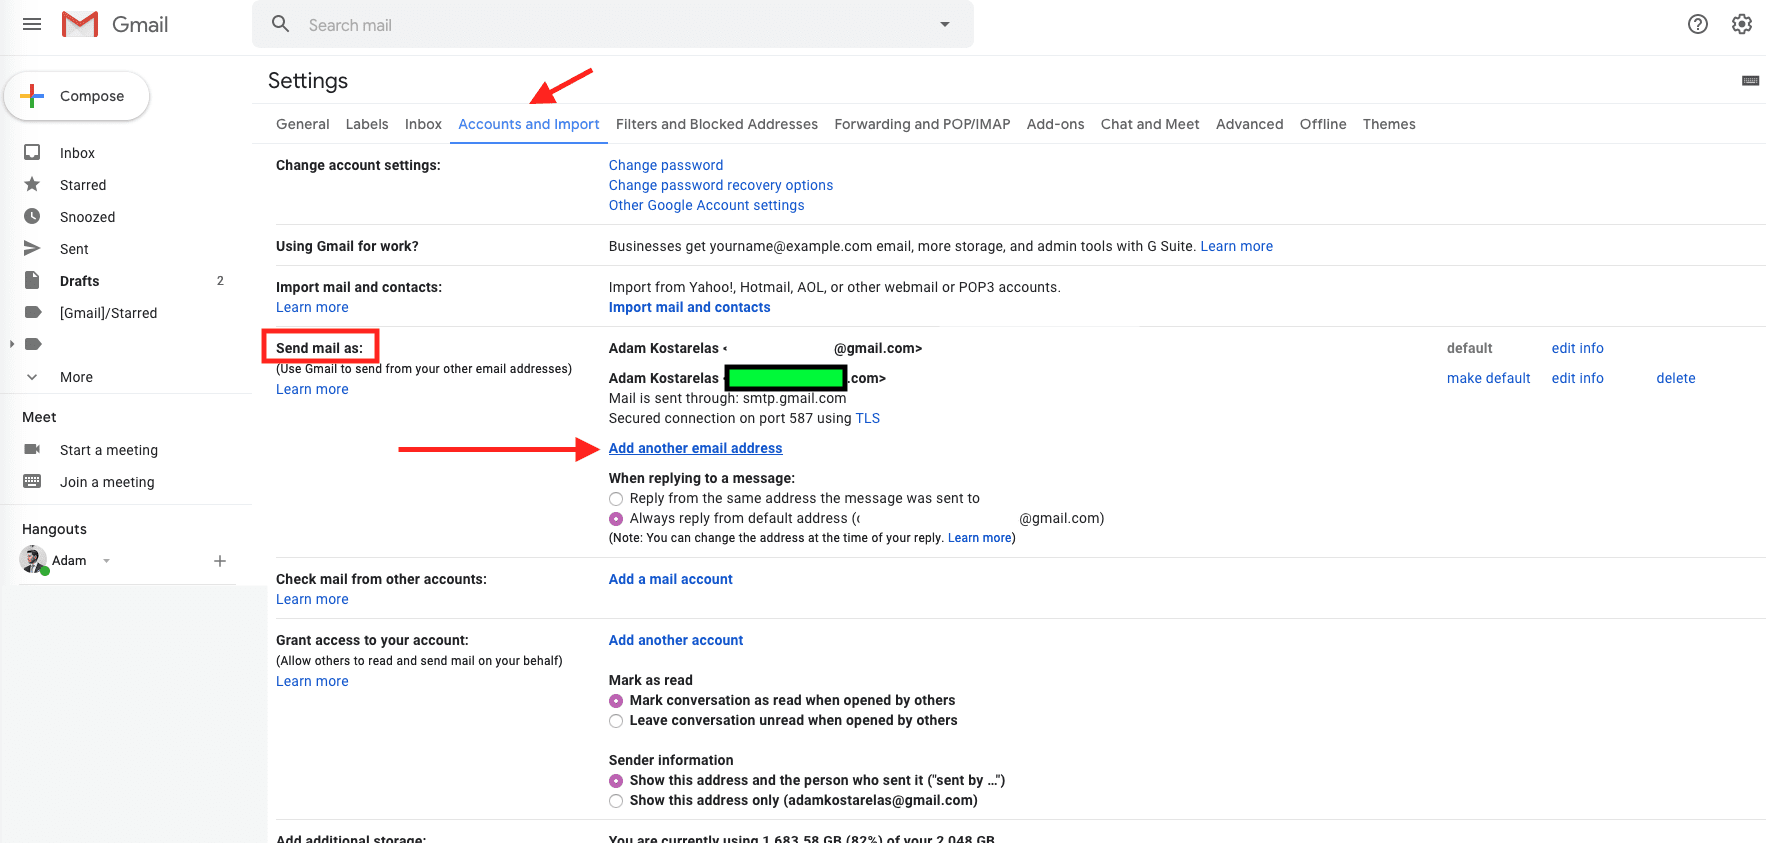 Gmail
Search mail
Compose
Inbox
Starred
Snoozed
Sent
Drafts 2
[Gmail]/Starred
More
Meet
Start a meeting
Join a meeting
Hangouts
Adam
Settings
General Labels Inbox Accounts and Import Filters and Blocked Addresses Forwarding and POP/IMAP Add-ons Chat and Meet Advanced Offline Themes
Change account settings: Change password
Change password recovery options
Other Google Account settings
Using Gmail for work? Businesses get yourname@example.com email, more storage, and admin tools with G Suite. Learn more
Import mail and contacts: Import from Yahoo!, Hotmail, AOL, or other webmail or POP3 accounts.
Learn more Import mail and contacts
Send mail as: Adam Kostarelas < @gmail.com> default edit info
(Use Gmail to send from your other email addresses)
Learn more
Adam Kostarelas .com> make default edit info delete
Mail is sent through: smtp.gmail.com
Secured connection on port 587 using TLS
Add another email address
When replying to a message:
Reply from the same address the message was sent to
Always reply from default address ( @gmail.com)
(Note: You can change the address at the time of your reply. Learn more)
Check mail from other accounts: Add a mail account
Learn more
Grant access to your account: Add another account
(Allow others to read and send mail on your behalf)
Learn more
Mark as read
Mark conversation as read when opened by others
Leave conversation unread when opened by others
Sender information
Show this address and the person who sent it ("sent by ...")
Show this address only (adamkostarelas@gmail.com)
Add additional storage: You are currently using 1,683.58 GB (82%) of your 2,048 GB